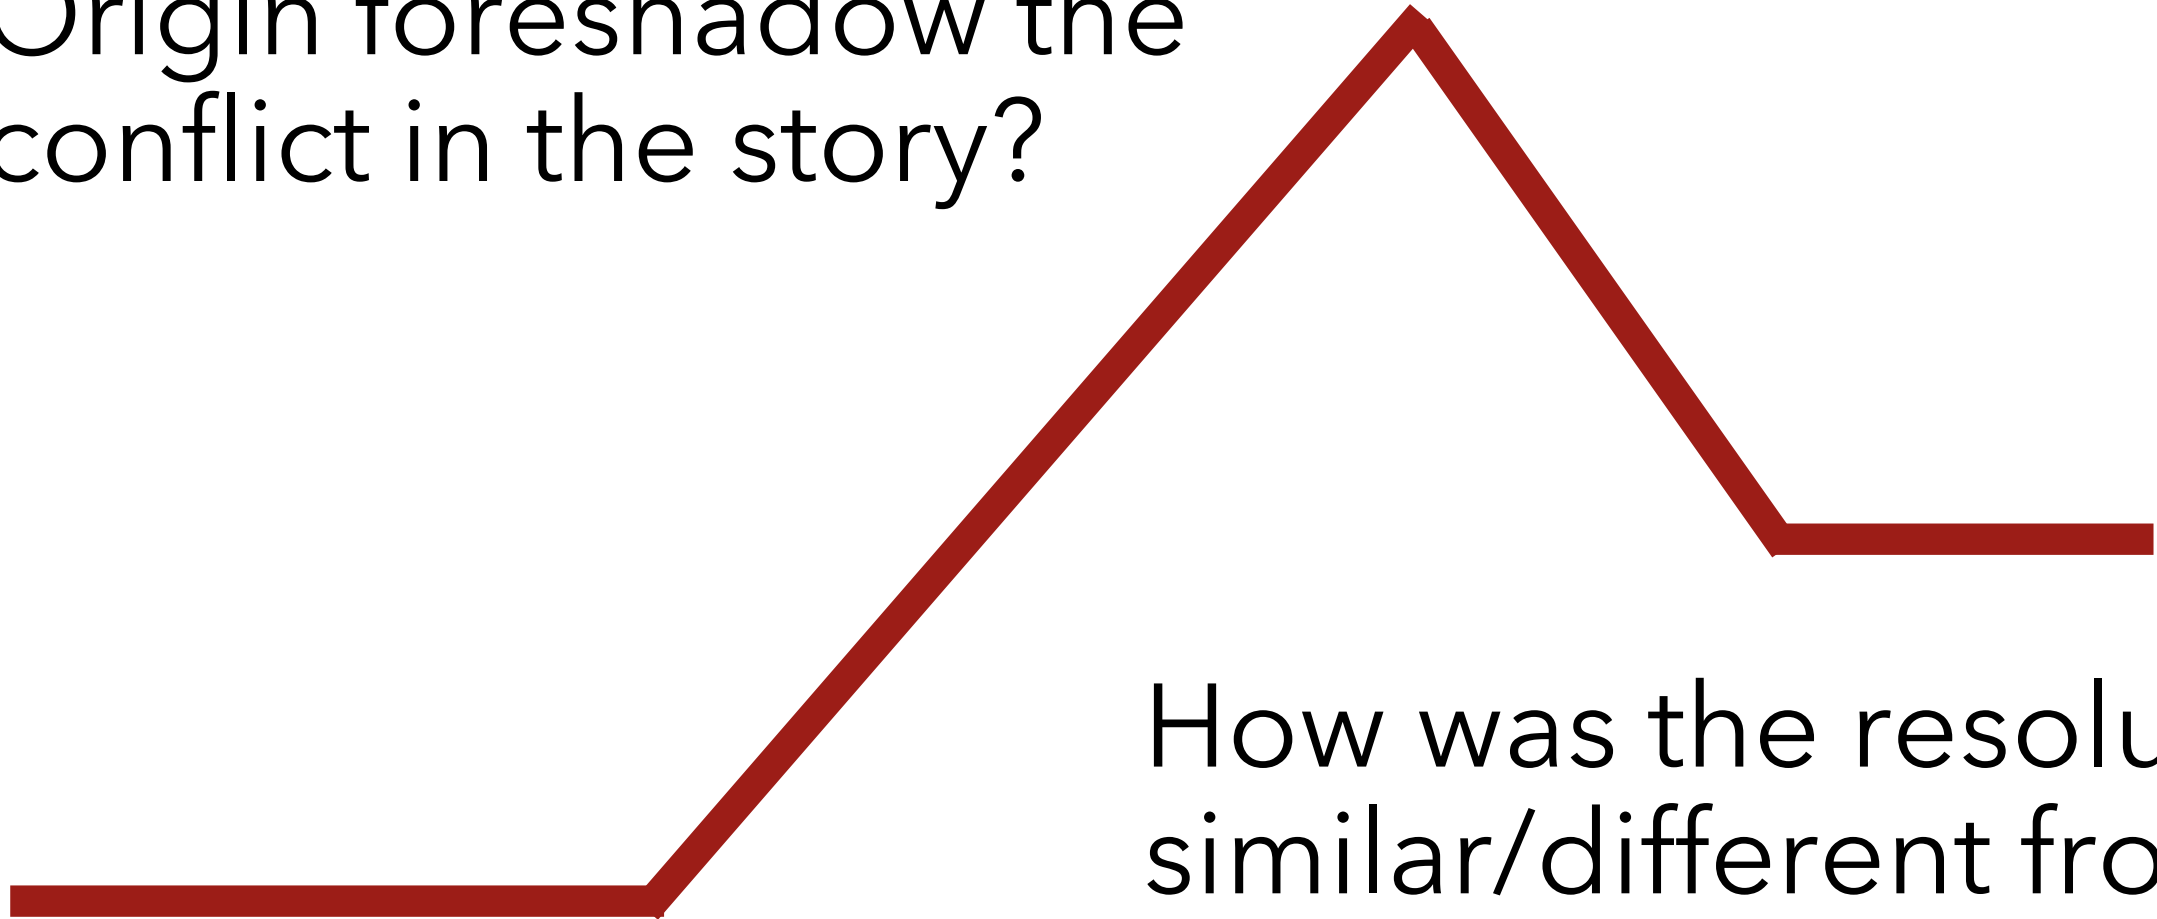 Origin foreshadow the
conflict in the story?
How was the resolu
similar/different fro